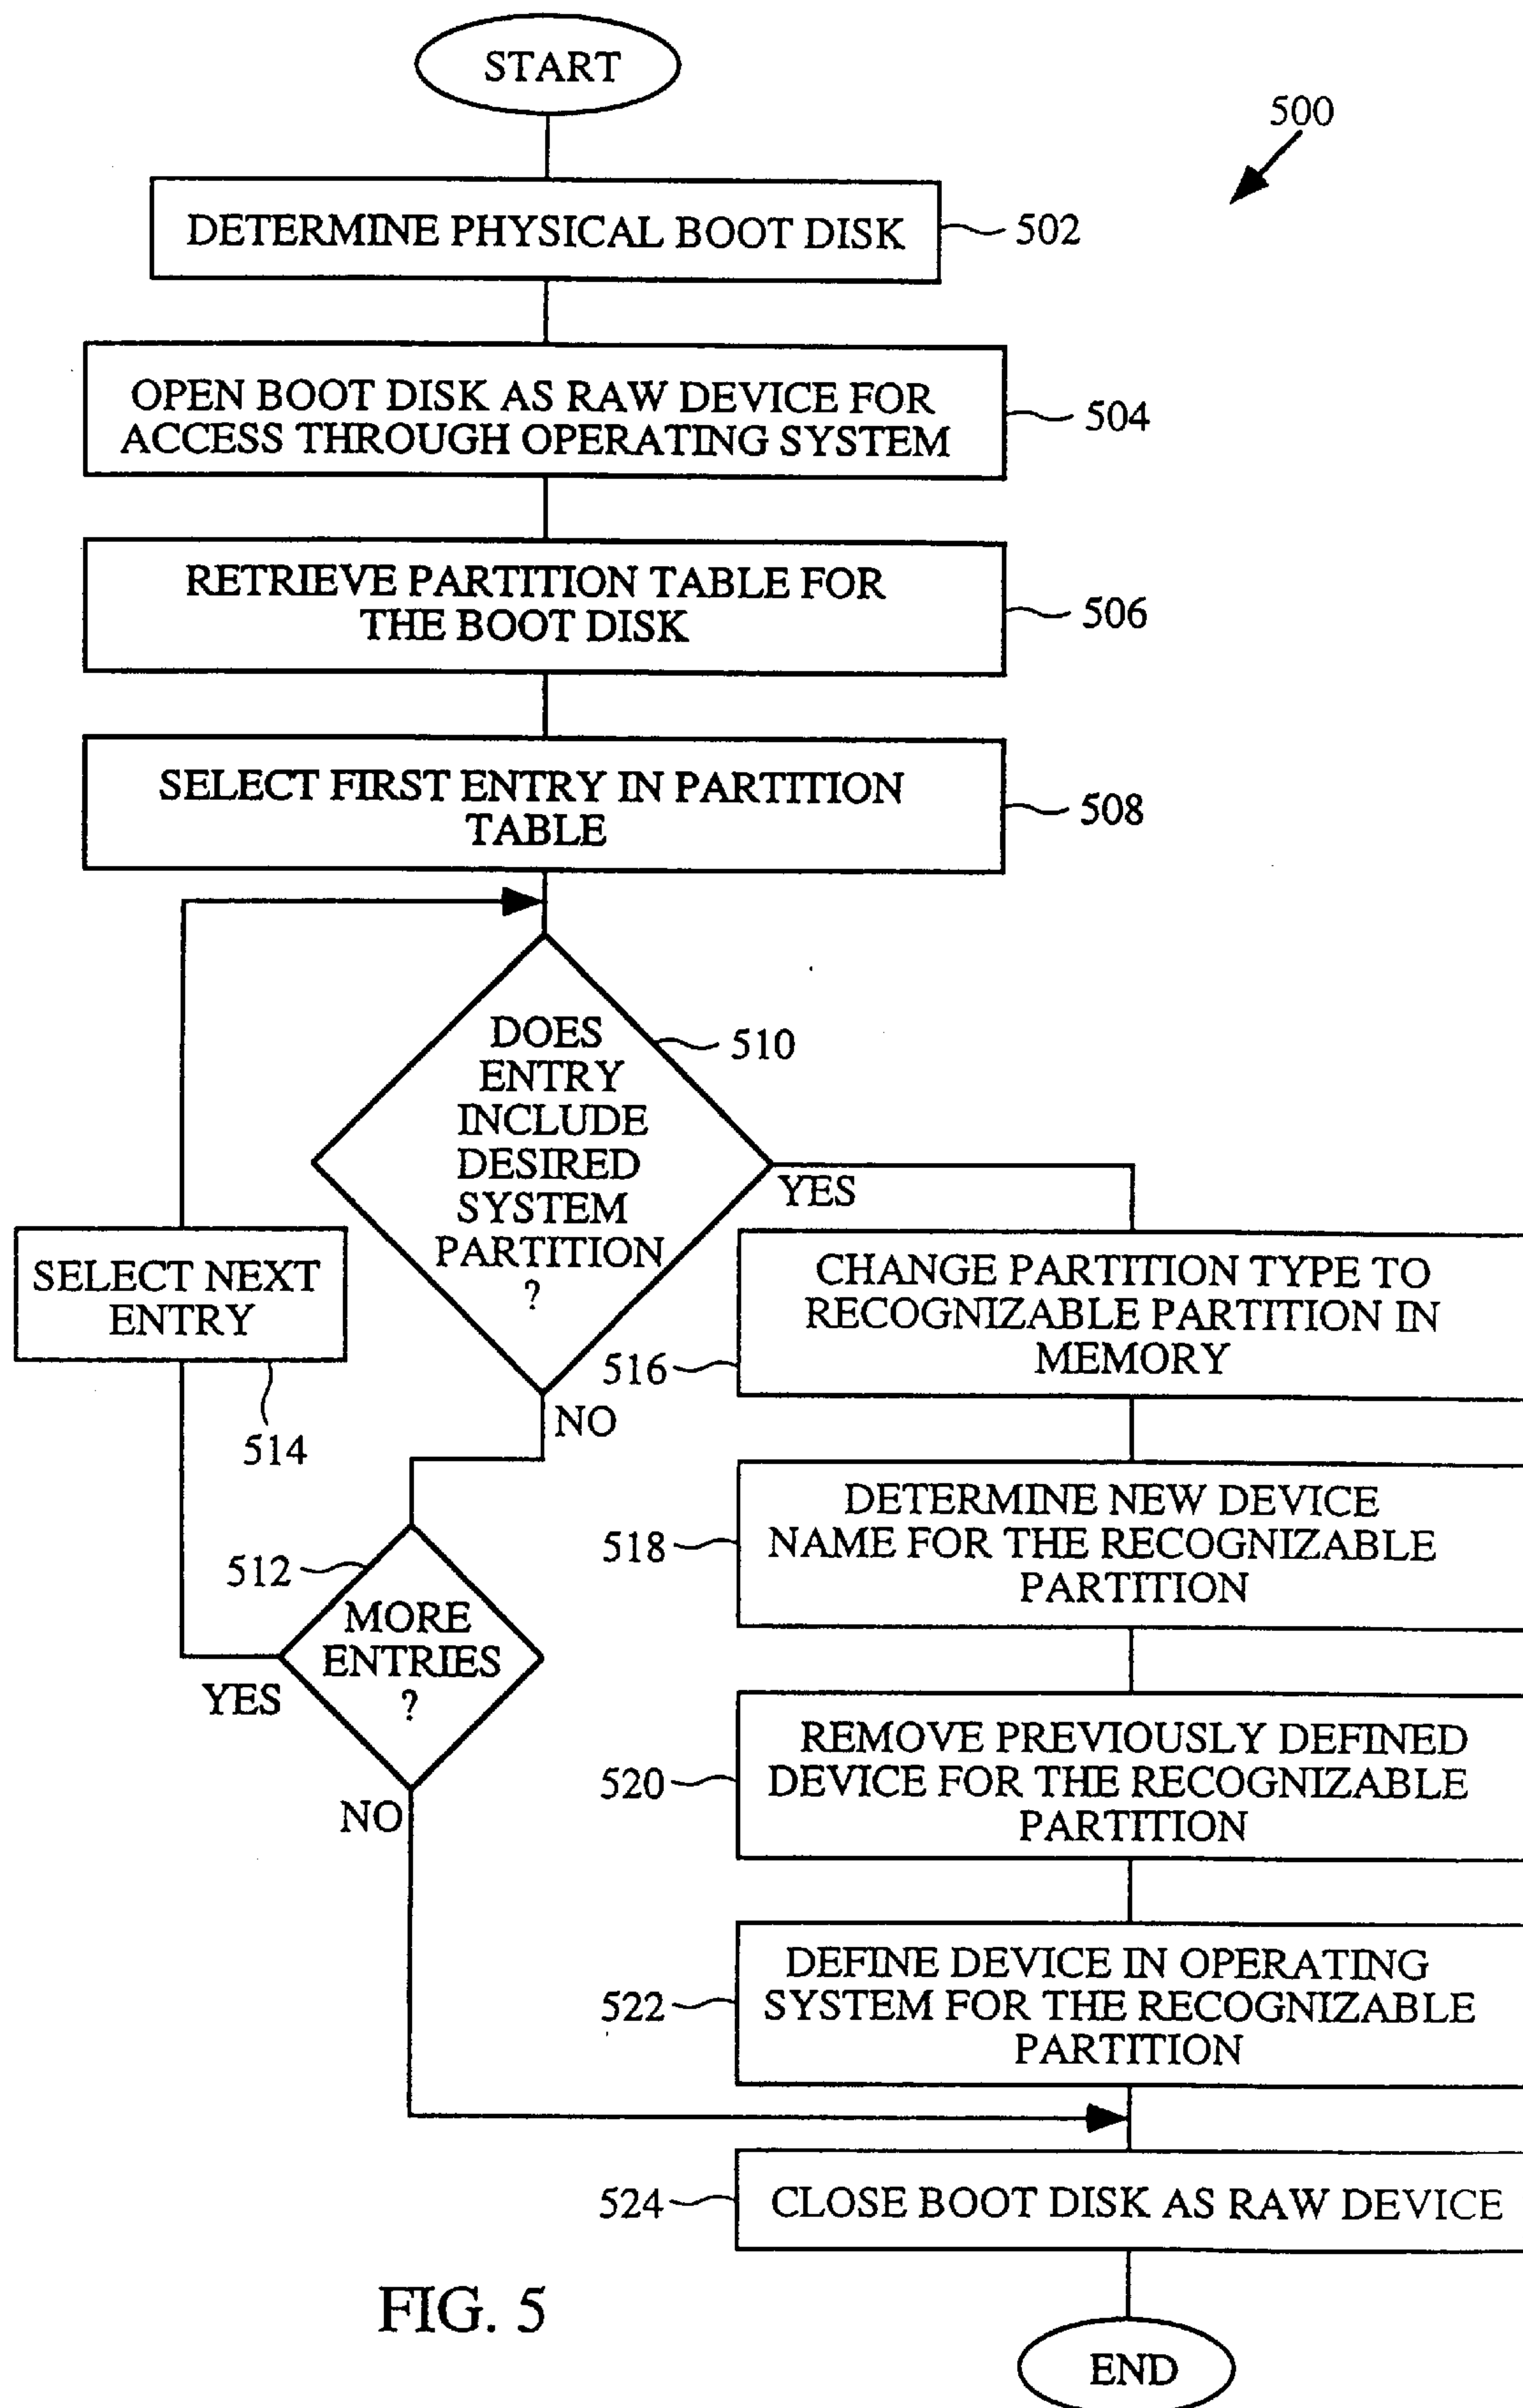 START
500
DETERMINE PHYSICAL BOOT DISK
502
OPEN BOOT DISK AS RAW DEVICE FOR
ACCESS THROUGH OPERATING SYSTEM
504
RETRIEVE PARTITION TABLE FOR
THE BOOT DISK
506
SELECT FIRST ENTRY IN PARTITION
TABLE
508
DOES
ENTRY
INCLUDE
DESIRED
SYSTEM
PARTITION
?
510
YES
NO
SELECT NEXT
ENTRY
514
MORE
ENTRIES
?
512
YES
NO
CHANGE PARTITION TYPE TO
RECOGNIZABLE PARTITION IN
MEMORY
516
DETERMINE NEW DEVICE
NAME FOR THE RECOGNIZABLE
PARTITION
518
REMOVE PREVIOUSLY DEFINED
DEVICE FOR THE RECOGNIZABLE
PARTITION
520
DEFINE DEVICE IN OPERATING
SYSTEM FOR THE RECOGNIZABLE
PARTITION
522
CLOSE BOOT DISK AS RAW DEVICE
524
END
FIG. 5